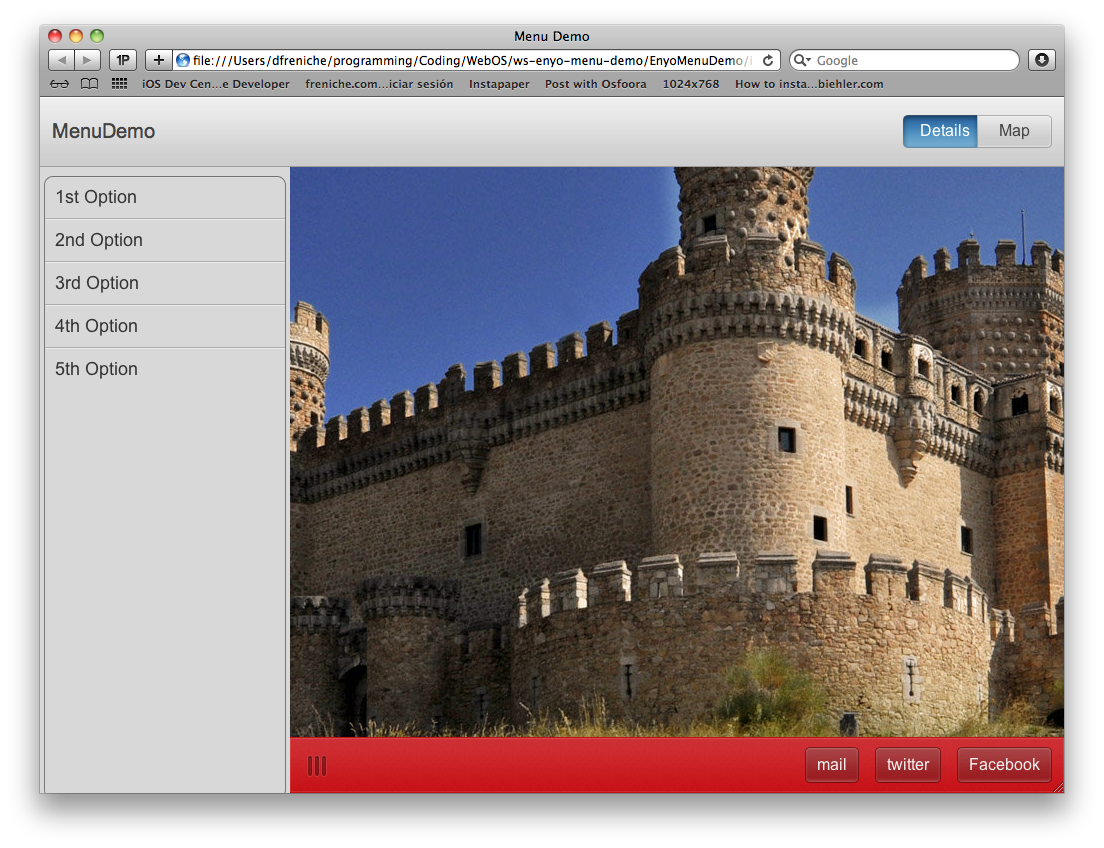 Menu Demo
1P + file:///Users/dfreniche/programming/Coding/WebOS/ws-enyo-menu-demo/EnyoMenuDemo/i Google
iOS Dev Cen...e Developer freniche.com...iciar sesión Instapaper Post with Osfoora 1024x768 How to insta...biehler.com
MenuDemo Details Map
1st Option
2nd Option
3rd Option
4th Option
5th Option
mail twitter Facebook